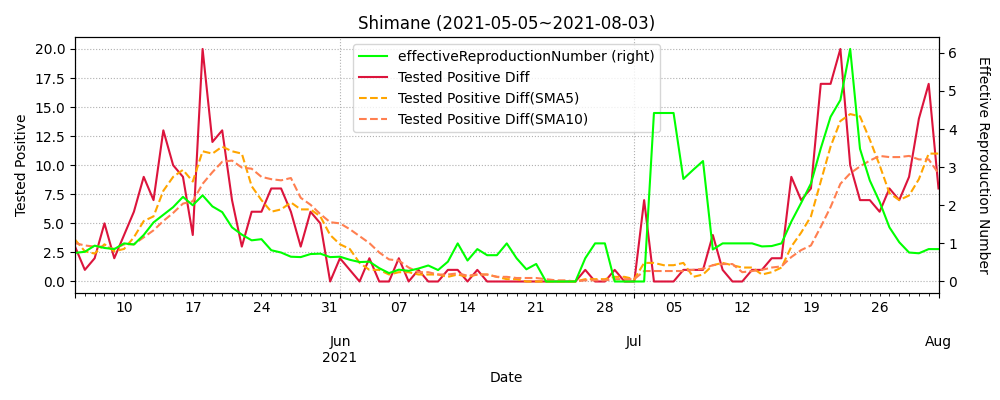 Shimane (2021-05-05~2021-08-03)
effectiveReproductionNumber (right)
Tested Positive Diff
Tested Positive Diff(SMA5)
Tested Positive Diff(SMA10)
Tested Positive
20.0
17.5
15.0
12.5
10.0
7.5
5.0
2.5
0.0
6
5
4
3
2
1
0
Effective Reproduction Number
10 17 24 31 07 14 21 28 05 12 19 26
Jun Jul Aug
2021
Date